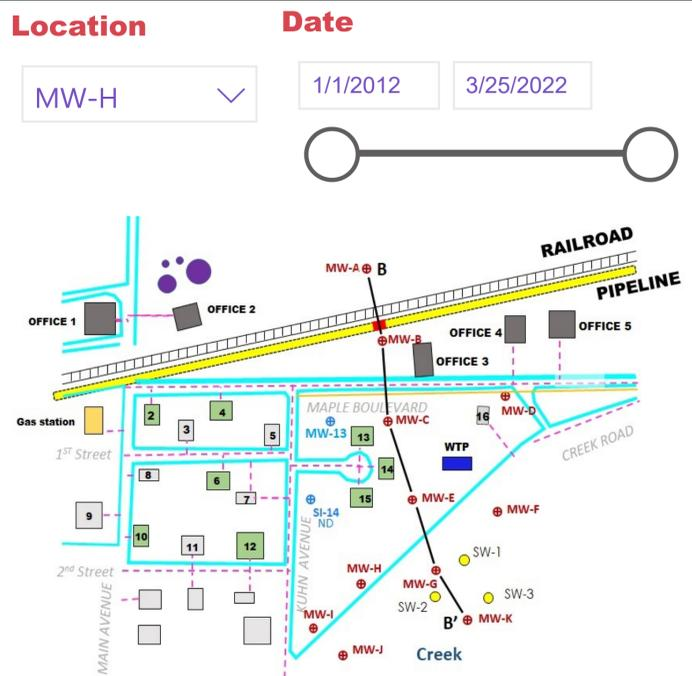 Location
Date
MW-H
1/1/2012
3/25/2022
RAILROAD
MW-A
B
PIPELINE
OFFICE 1
OFFICE 2
OFFICE 4
OFFICE 5
MW-B
OFFICE 3
Gas station
2
4
MAPLE BOULEVARD
MW-D
16
MW-C
3
5
MW-13
13
CREEK ROAD
1ST Street
WTP
14
8
6
7
15
MW-E
SI-14
ND
MW-F
9
10
11
12
KUHN AVENUE
SW-1
2nd Street
MW-H
MW-G
SW-2
SW-3
MAIN AVENUE
MW-I
B'
MW-K
MW-J
Creek